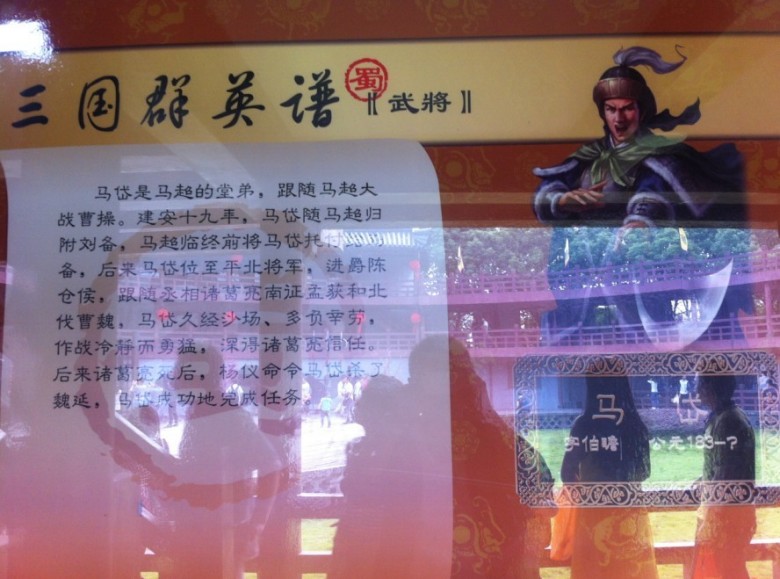 三国群英谱 蜀 武將
马岱是马超的堂弟，跟随马超大
战曹操。建安十九年，马岱随马超归
附刘备，马超临终前将马岱托
备，后来马岱位至平北将军，进爵陈
仓侯，跟随丞相诸葛亮南征孟获和北
伐曹魏，马岱久经沙场、多负辛劳，
作战冷静而勇猛，深得诸葛亮信任。
后来诸葛亮死后，杨仪命令马岱杀了
魏延，马岱成功地完成任务。
马岱
字伯瞻 公元183-?